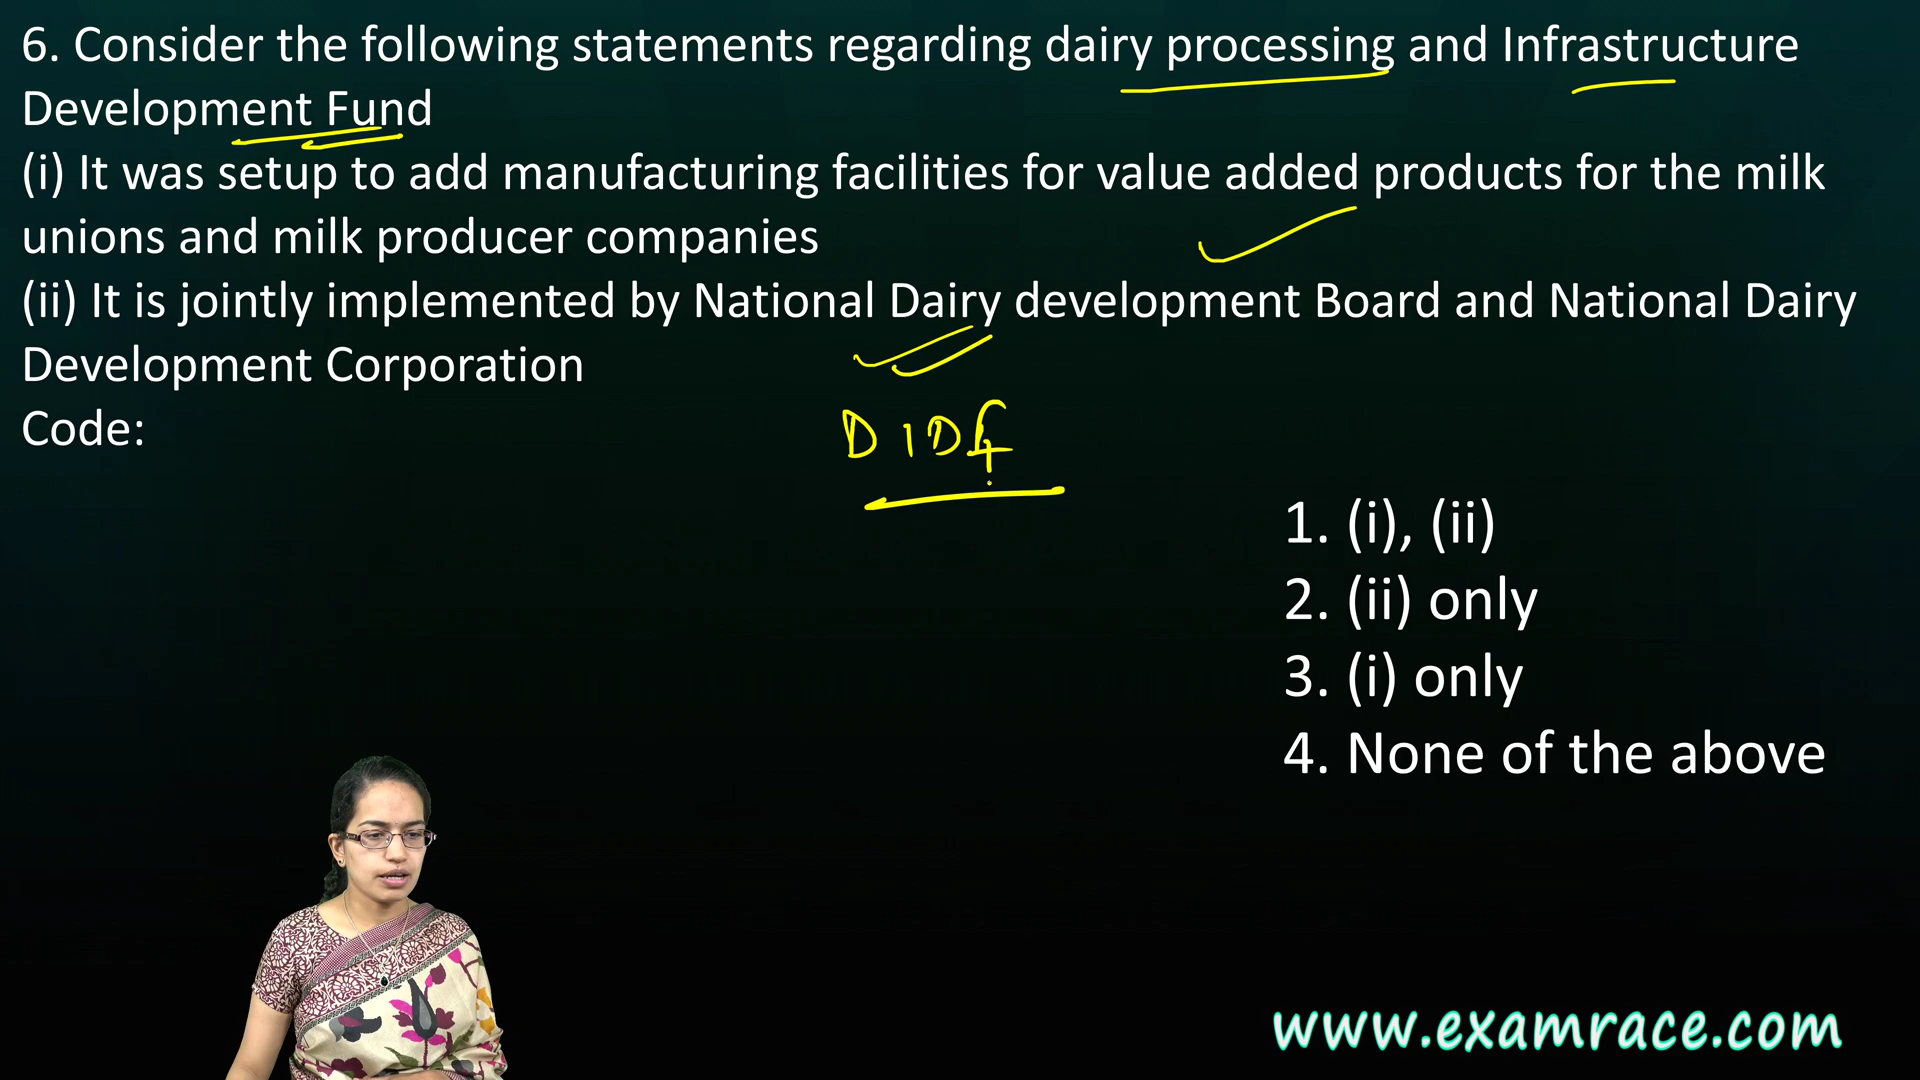 6. Consider the following statements regarding dairy processing and Infrastructure
Development Fund
(i) It was setup to add manufacturing facilities for value added products for the milk
unions and milk producer companies
(ii) It is jointly implemented by National Dairy development Board and National Dairy
Development Corporation
Code:
DIDF
1. (i), (ii)
2. (ii) only
3. (i) only
4. None of the above
www.examrace.com